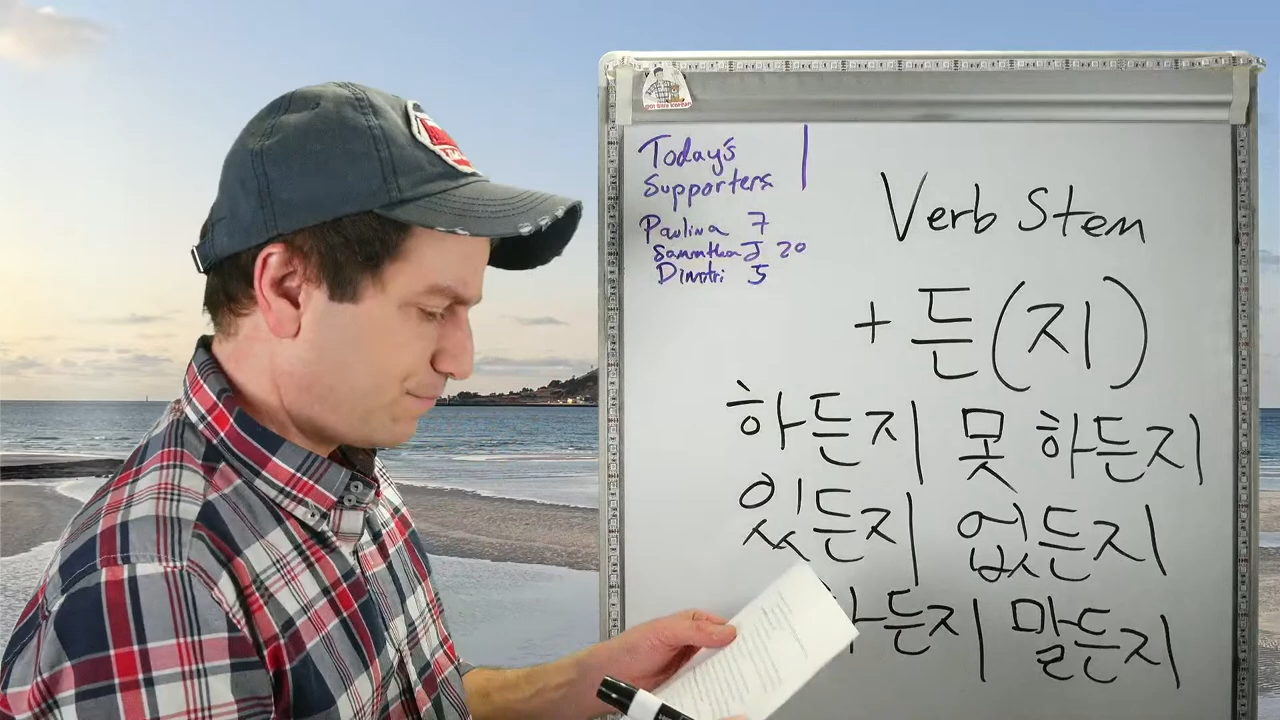 Today's
Supporters
Paulina 7
Samantha J 20
Dimitri 5
Verb Stem
+ 든(지)
하든지 못 하든지
있든지 없든지
든지 말든지